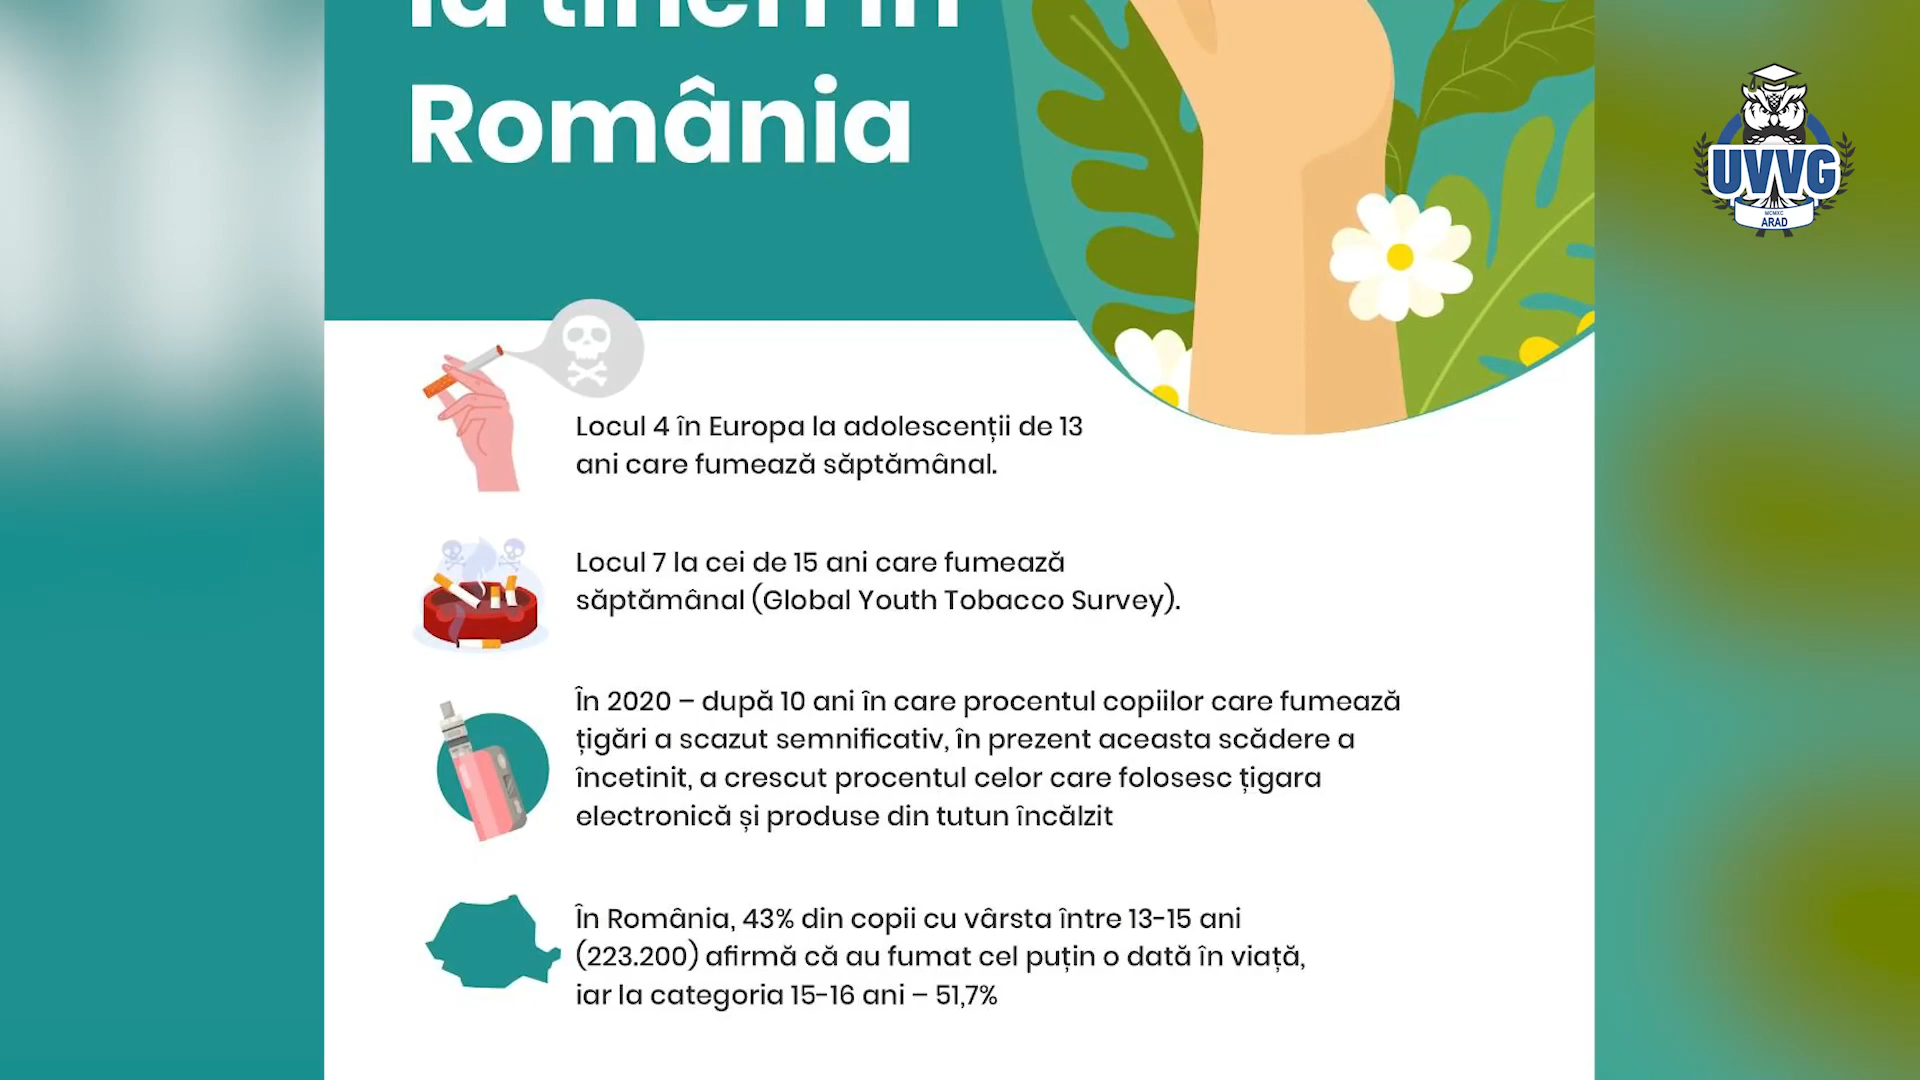 la tineri în
România
UVVG
MCMXC
ARAD
Locul 4 în Europa la adolescenții de 13
ani care fumează săptămânal.
Locul 7 la cei de 15 ani care fumează
săptămânal (Global Youth Tobacco Survey).
În 2020 – după 10 ani în care procentul copiilor care fumează
țigări a scazut semnificativ, în prezent aceasta scădere a
încetinit, a crescut procentul celor care folosesc țigara
electronică și produse din tutun încălzit
În România, 43% din copii cu vârsta între 13-15 ani
(223.200) afirmă că au fumat cel puțin o dată în viață,
iar la categoria 15-16 ani – 51,7%